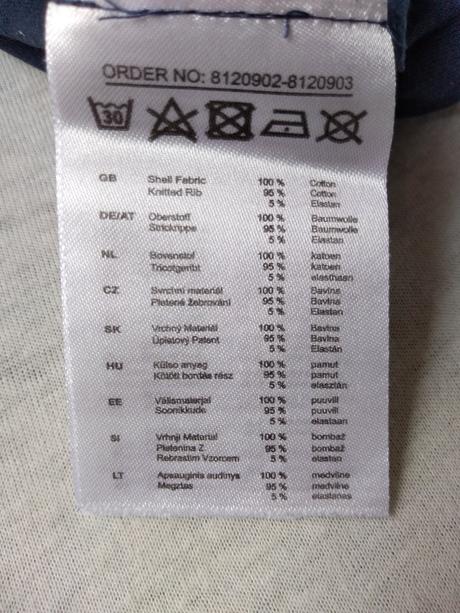 ORDER NO: 8120902-8120903
30
GB Shell Fabric 100 % Cotton
Knitted Rib 95 % Cotton
5 % Elastan
DE/AT Oberstoff 100 % Baumwolle
Strickrippe 95 % Baumwolle
5 % Elastan
NL Bovenstof 100 % katoen
Tricotgeribt 95 % katoen
5 % elasthaan
CZ Svrchní materiál 100 % Bavlna
Pletené žebrování 95 % Bavlna
5 % Elastan
SK Vrchný Materiál 100 % Bavlna
Úpletový Patent 95 % Bavlna
5 % Elastán
HU Külso anyag 100 % pamut
Kötött bordás rész 95 % pamut
5 % elasztán
EE Välismaterjal 100 % puuvill
Soonikkude 95 % puuvill
5 % elastaan
SI Vrhnji Material 100 % bombaž
Pletenina Z 95 % bombaž
Rebrastim Vzorcem 5 % elastan
LT Apsauginis audinys 100 % medvilne
Megztas 95 % medvilne
5 % elastanas